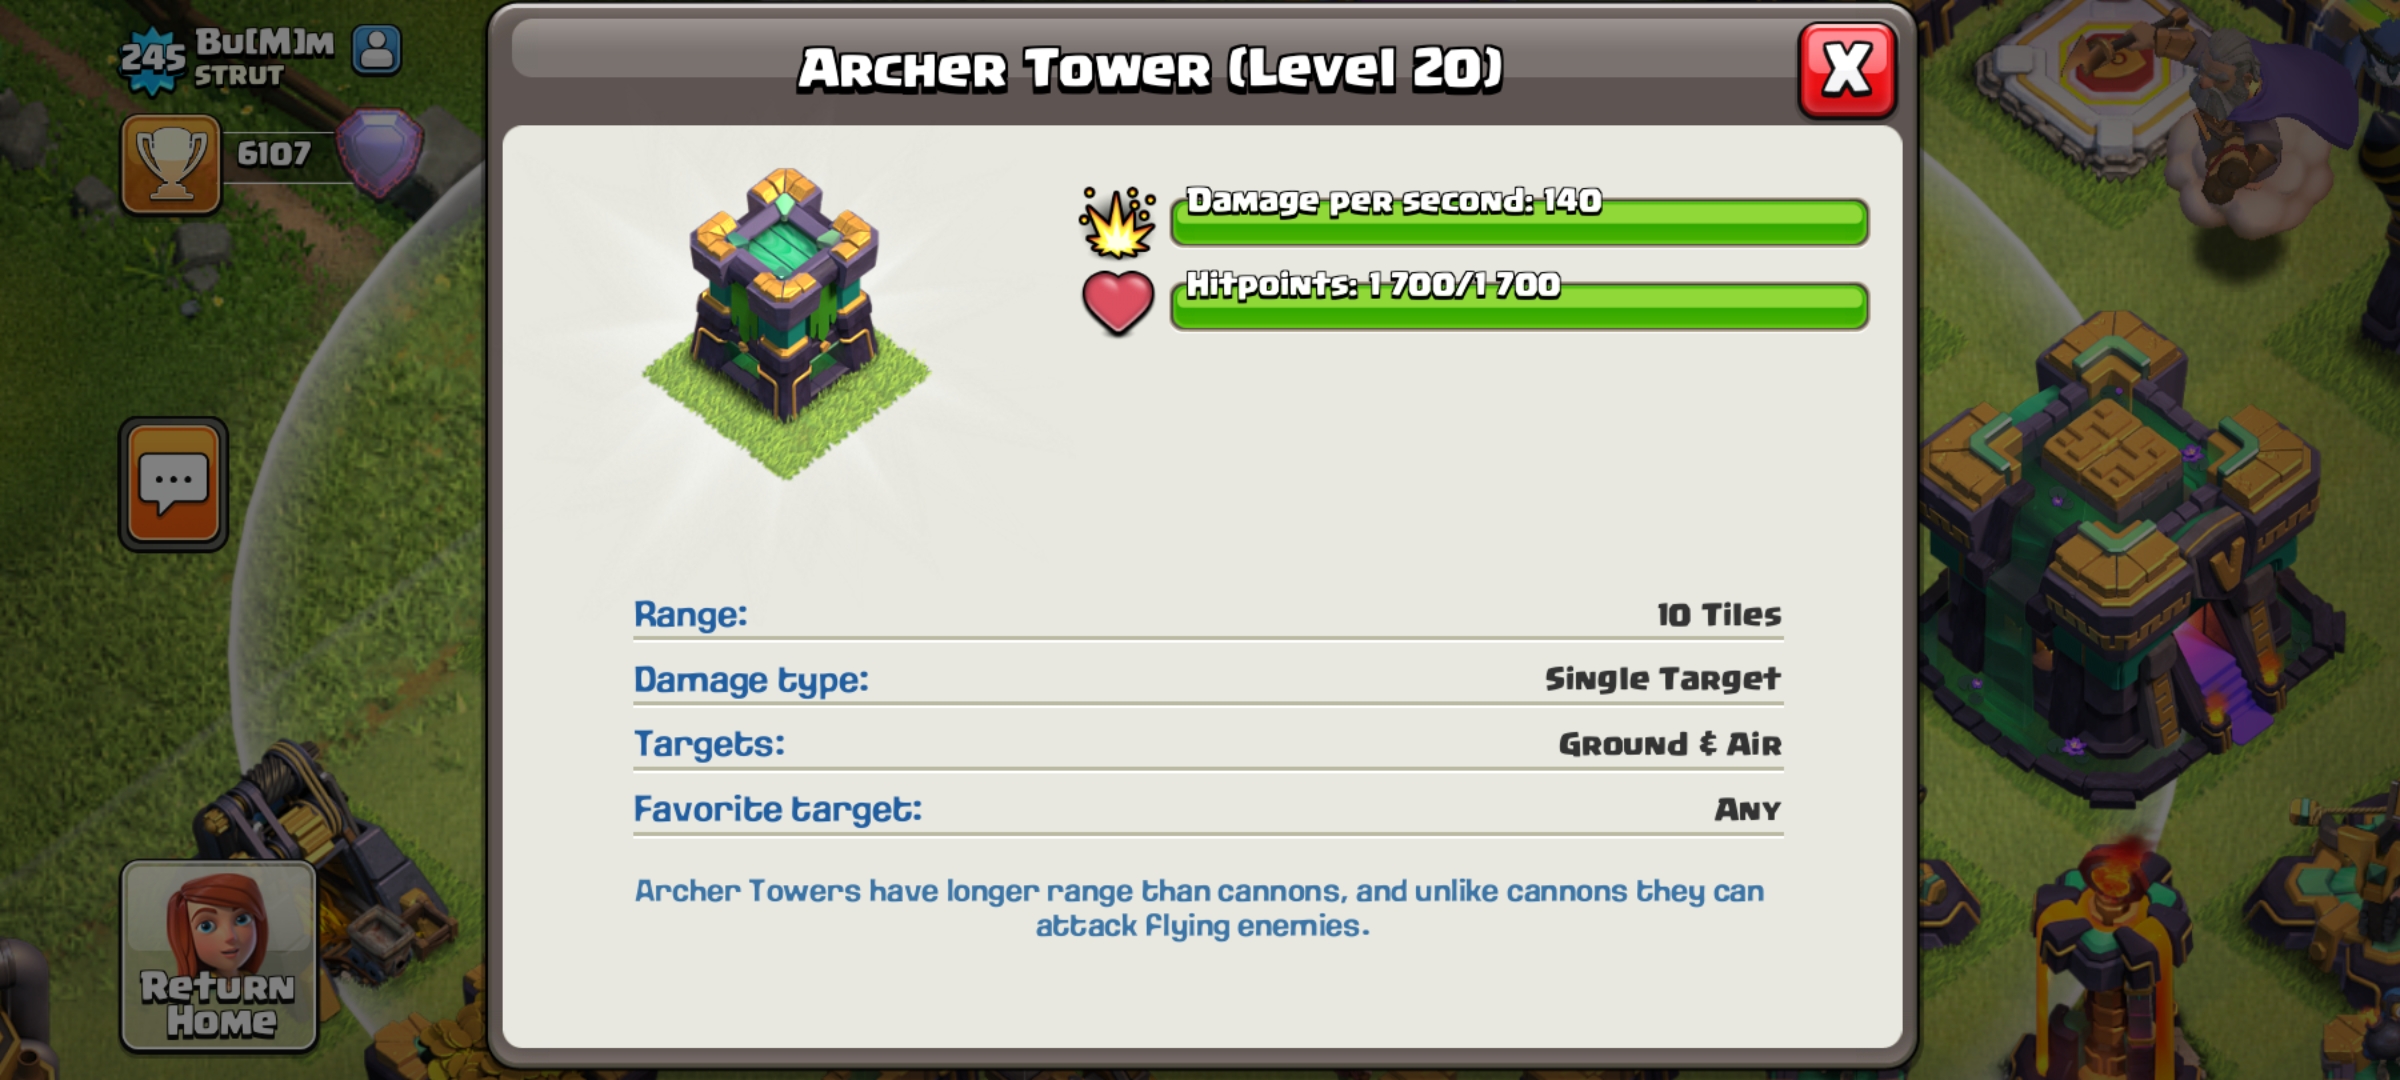 245
Bu[M]m
STRUT
6107
Archer Tower (Level 20)
X
Damage per second: 140
Hitpoints: 1 700/1 700
Range: 10 Tiles
Damage type: Single Target
Targets: Ground & Air
Favorite target: Any
Archer Towers have longer range than cannons, and unlike cannons they can
attack flying enemies.
Return
Home